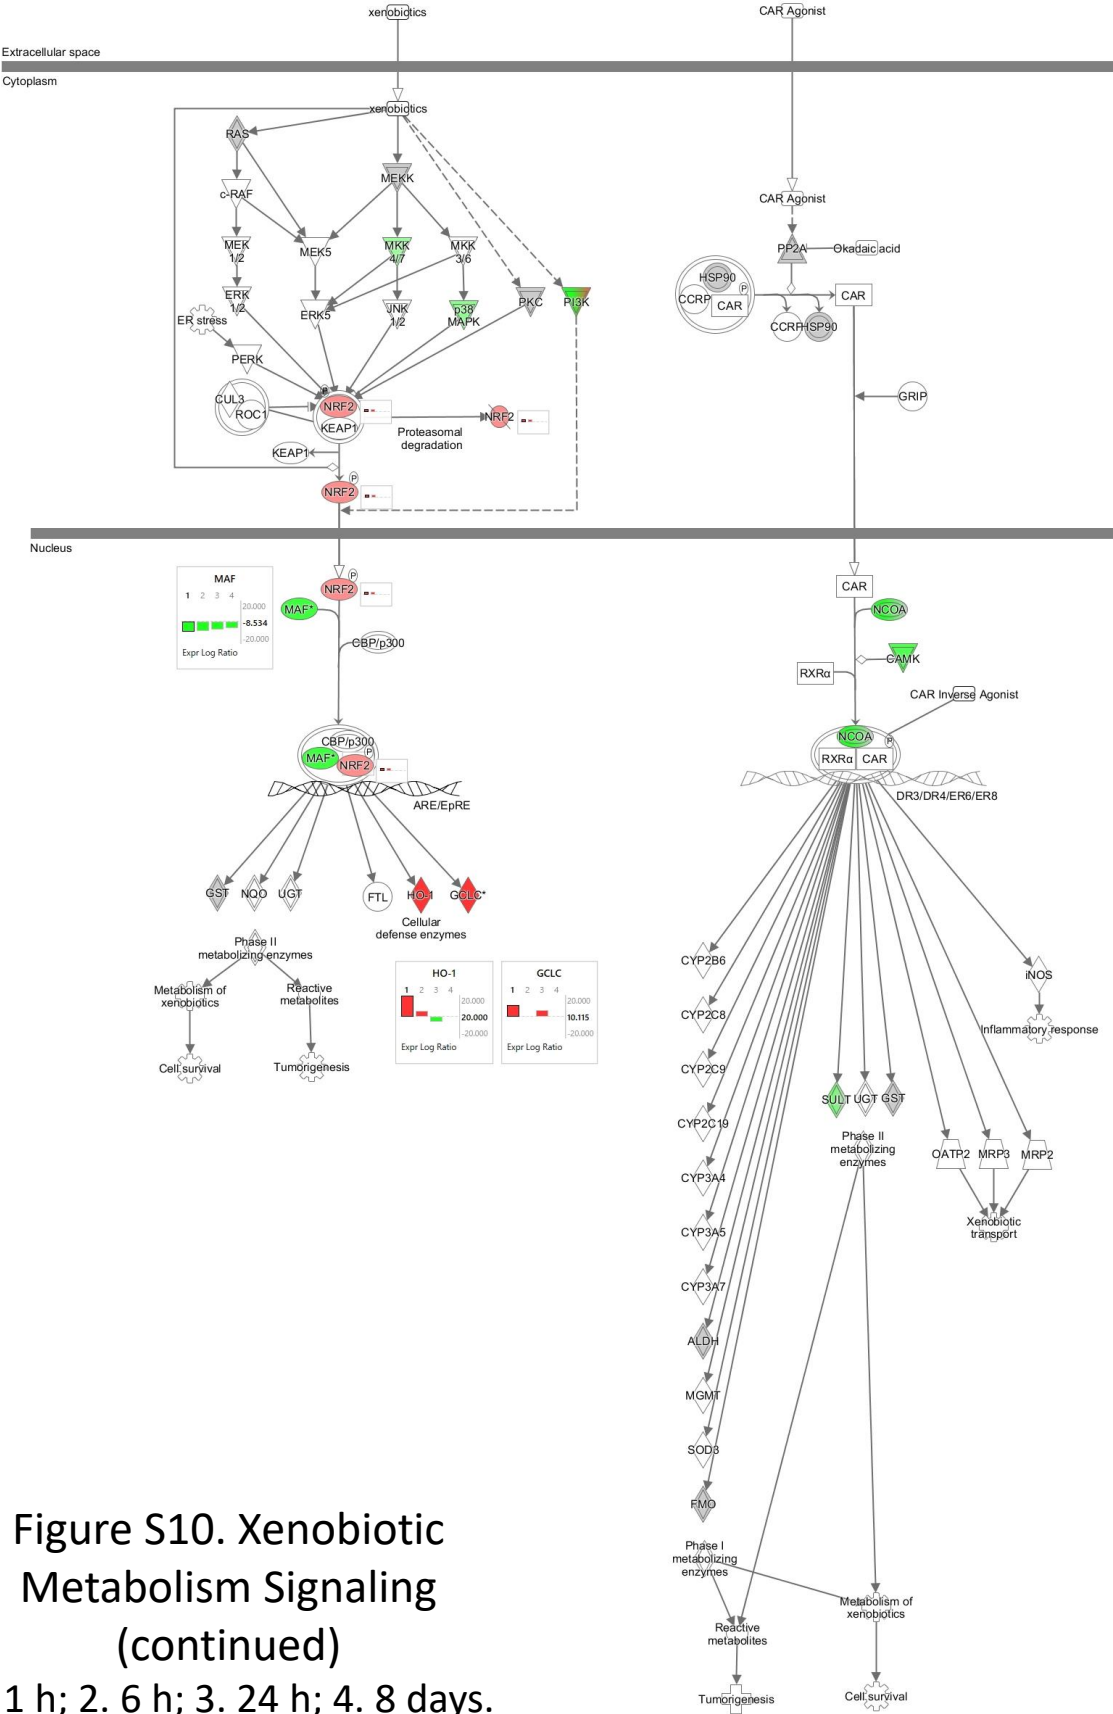 xenobiotics
CAR Agonist
Extracellular space
Cytoplasm
xenobiotics
RAS
MEKK
c-RAF
CAR Agonist
MEK
1/2
MEK5
MKK
4/7
MKK
3/6
PP2A
Okadaic acid
HSP90
P
CCRP
CAR
CAR
CCRP
HSP90
ERK
1/2
ERK5
JNK
1/2
p38
MAPK
PKC
PI3K
ER stress
PERK
CUL3
ROC1
P
NRF2
KEAP1
Proteasomal
degradation
NRF2
GRIP
KEAP1
P
NRF2
Nucleus
MAF
1 2 3 4
20.000
-8.534
-20.000
Expr Log Ratio
P
NRF2
MAF*
CBP/p300
CAR
NCOA
CAMK
RXRα
CAR Inverse Agonist
CBP/p300
P
MAF*
NRF2
NCOA
P
RXRα
CAR
ARE/EpRE
DR3/DR4/ER6/ER8
GST
NQO
UGT
FTL
HO-1
GCLC*
Cellular
defense enzymes
Phase II
metabolizing enzymes
Metabolism of
xenobiotics
Reactive
metabolites
Cell survival
Tumorigenesis
HO-1
1 2 3 4
20.000
20.000
-20.000
Expr Log Ratio
GCLC
1 2 3 4
20.000
10.115
-20.000
Expr Log Ratio
CYP2B6
CYP2C8
CYP2C9
CYP2C19
CYP3A4
CYP3A5
CYP3A7
ALDH
MGMT
SOD3
FMO
iNOS
Inflammatory response
SULT
UGT
GST
Phase II
metabolizing
enzymes
OATP2
MRP3
MRP2
Xenobiotic
transport
Phase I
metabolizing
enzymes
Reactive
metabolites
Metabolism of
xenobiotics
Tumorigenesis
Cell survival
Figure S10. Xenobiotic
Metabolism Signaling
(continued)
1 h; 2. 6 h; 3. 24 h; 4. 8 days.